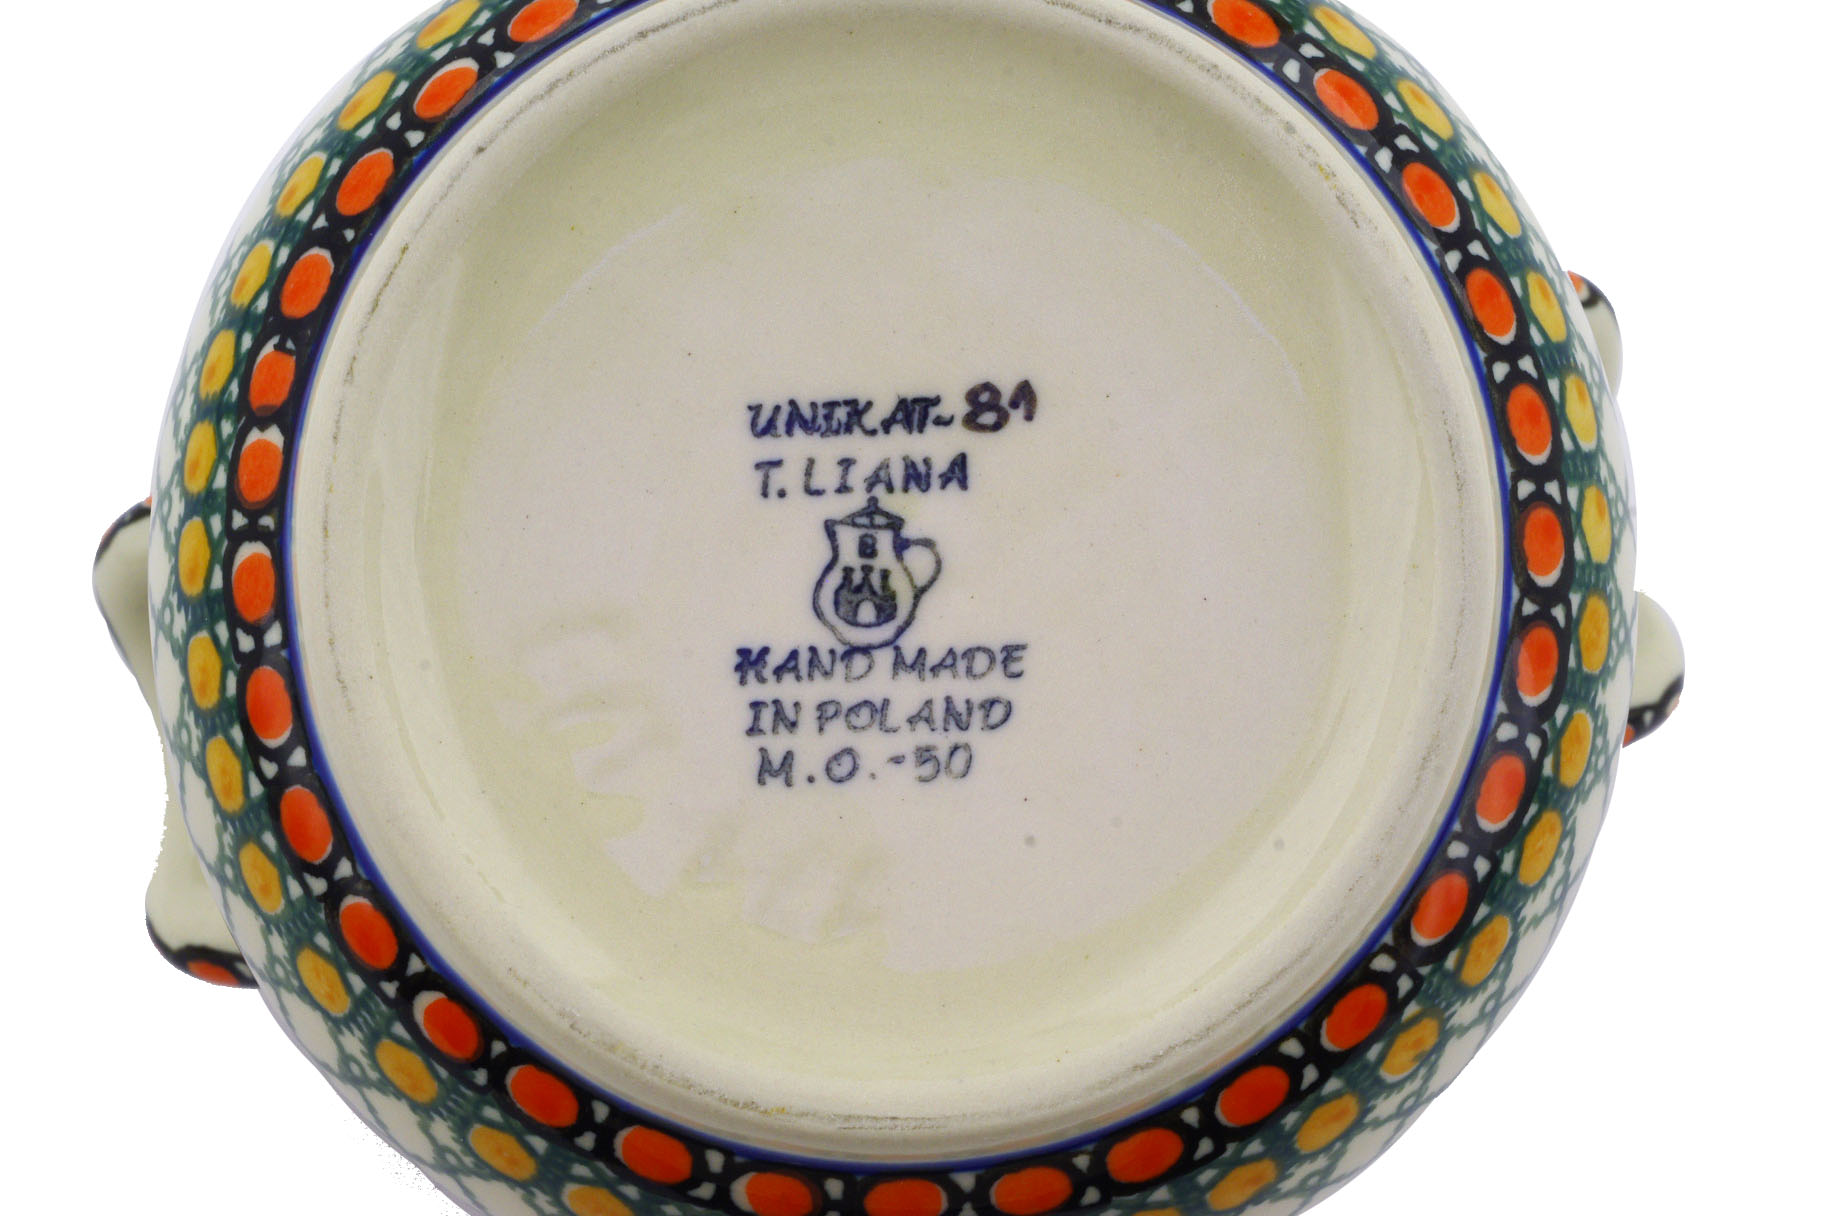 UNIKAT-81
T. LIANA
B
HAND MADE
IN POLAND
M.O.-50